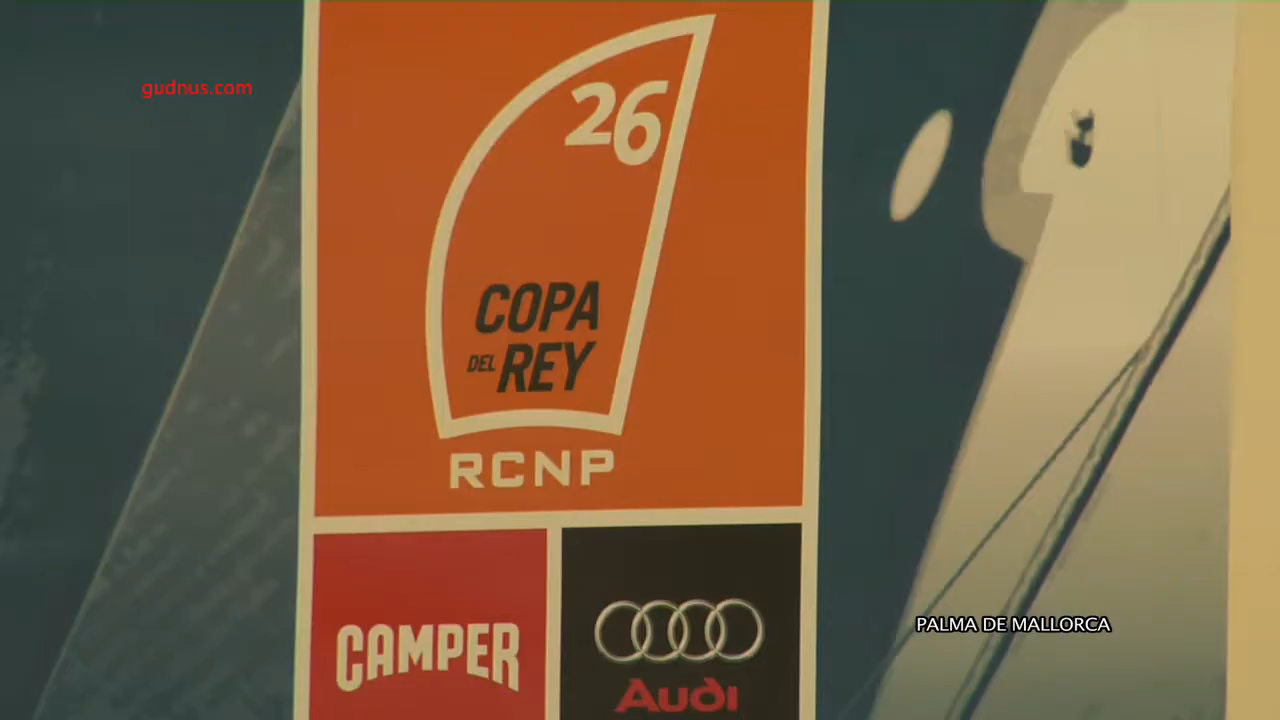 gudnus.com
26
COPA
DEL REY
RCNP
CAMPER
Audi
PALMA DE MALLORCA